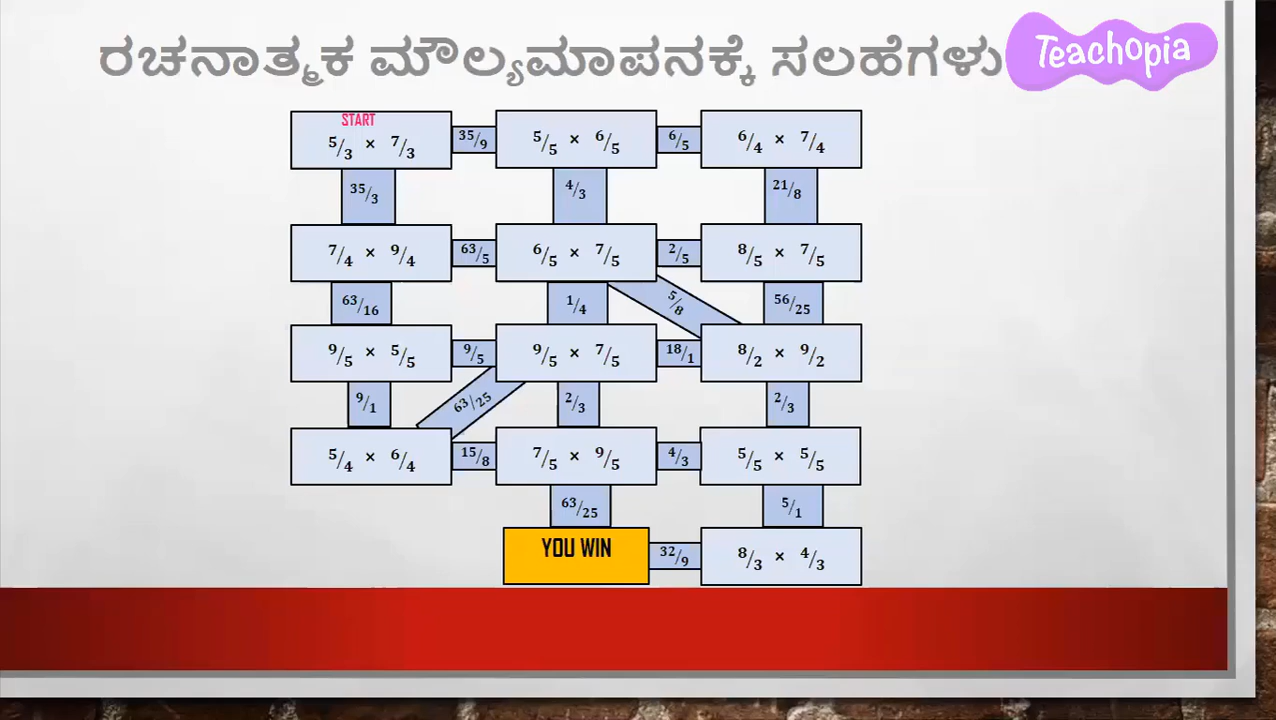 ರಚನಾತ್ಮಕ ಮೌಲ್ಯಮಾಪನಕ್ಕೆ ಸಲಹೆಗಳು Teachopia
START
5/3 × 7/3 35/9 5/5 × 6/5 6/5 6/4 × 7/4
35/3 4/3 21/8
7/4 × 9/4 63/5 6/5 × 7/5 2/5 8/5 × 7/5
63/16 1/4 5/8 56/25
9/5 × 5/5 9/5 9/5 × 7/5 18/1 8/2 × 9/2
9/1 63/25 2/3 2/3
5/4 × 6/4 15/8 7/5 × 9/5 4/3 5/5 × 5/5
63/25 5/1
YOU WIN 32/9 8/3 × 4/3